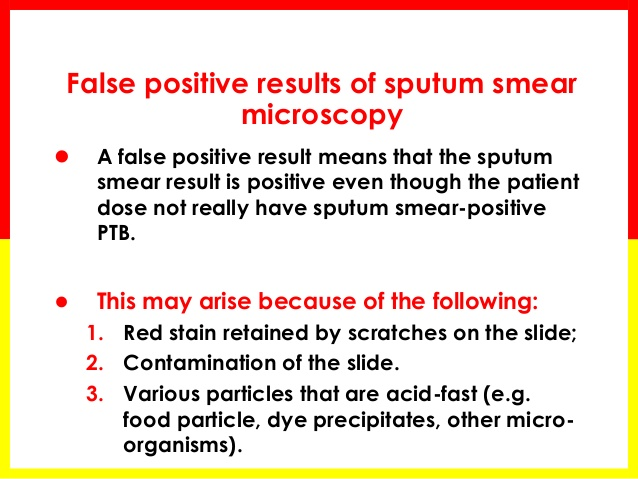 False positive results of sputum smear
microscopy
● A false positive result means that the sputum
smear result is positive even though the patient
dose not really have sputum smear-positive
PTB.
● This may arise because of the following:
1. Red stain retained by scratches on the slide;
2. Contamination of the slide.
3. Various particles that are acid-fast (e.g.
food particle, dye precipitates, other micro-
organisms).